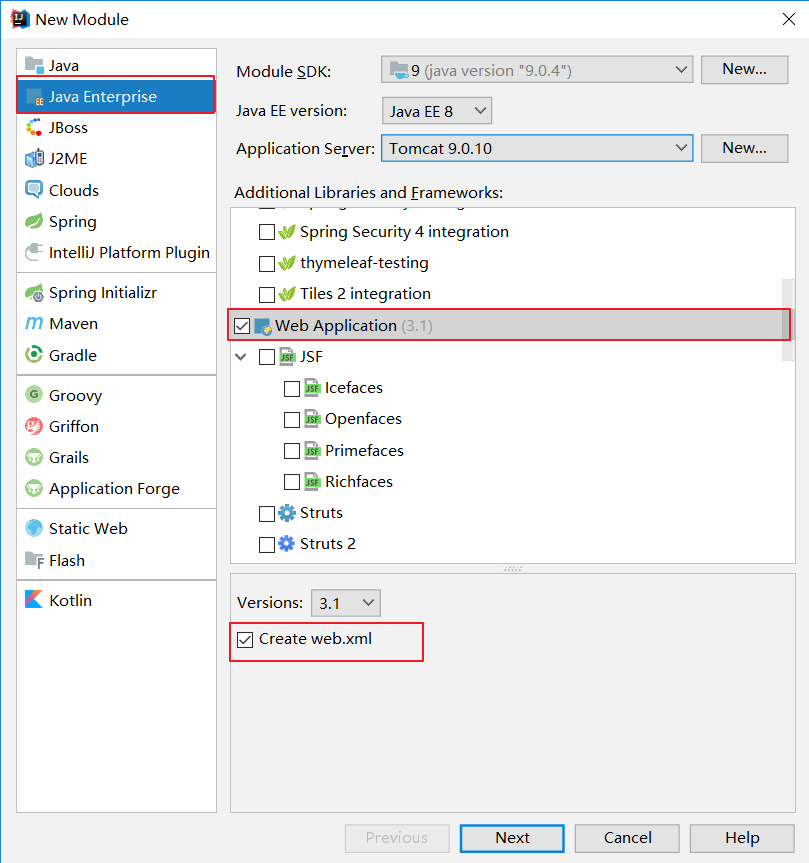 New Module
Java
Java Enterprise
JBoss
J2ME
Clouds
Spring
IntelliJ Platform Plugin
Spring Initializr
Maven
Gradle
Groovy
Griffon
Grails
Application Forge
Static Web
Flash
Kotlin
Module SDK: 9 (java version "9.0.4") New...
Java EE version: Java EE 8
Application Server: Tomcat 9.0.10 New...
Additional Libraries and Frameworks:
Spring Security 4 integration
thymeleaf-testing
Tiles 2 integration
Web Application (3.1)
JSF
Icefaces
Openfaces
Primefaces
Richfaces
Struts
Struts 2
Versions: 3.1
Create web.xml
Previous Next Cancel Help